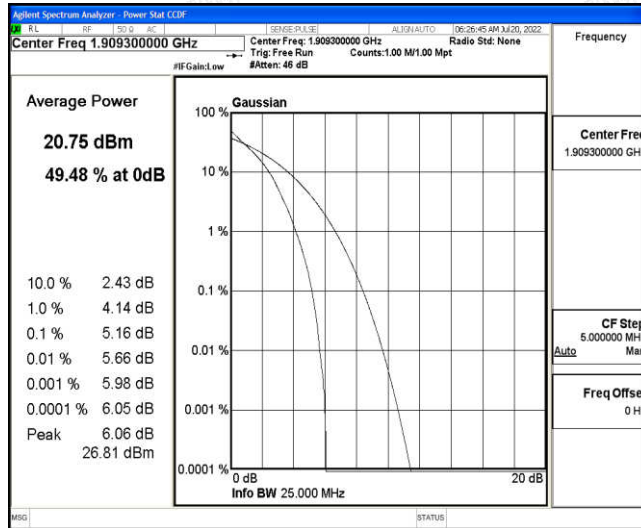 Agilent Spectrum Analyzer - Power Stat CCDF
RL RF 50 Ω AC SENSE:PULSE ALIGNAUTO 06:26:45 AM Jul20, 2022
Center Freq 1.909300000 GHz
Center Freq: 1.909300000 GHz Radio Std: None
Trig: Free Run Counts:1.00 M/1.00 Mpt
#IFGain:Low #Atten: 46 dB
Frequency
Average Power
20.75 dBm
49.48 % at 0dB
10.0 % 2.43 dB
1.0 % 4.14 dB
0.1 % 5.16 dB
0.01 % 5.66 dB
0.001 % 5.98 dB
0.0001 % 6.05 dB
Peak 6.06 dB
26.81 dBm
Gaussian
100 %
10 %
1 %
0.1 %
0.01 %
0.001 %
0.0001 %
0 dB 20 dB
Info BW 25.000 MHz
Center Freq
1.909300000 GH
CF Step
5.000000 MH
Auto Ma
Freq Offse
0 H
MSG STATUS